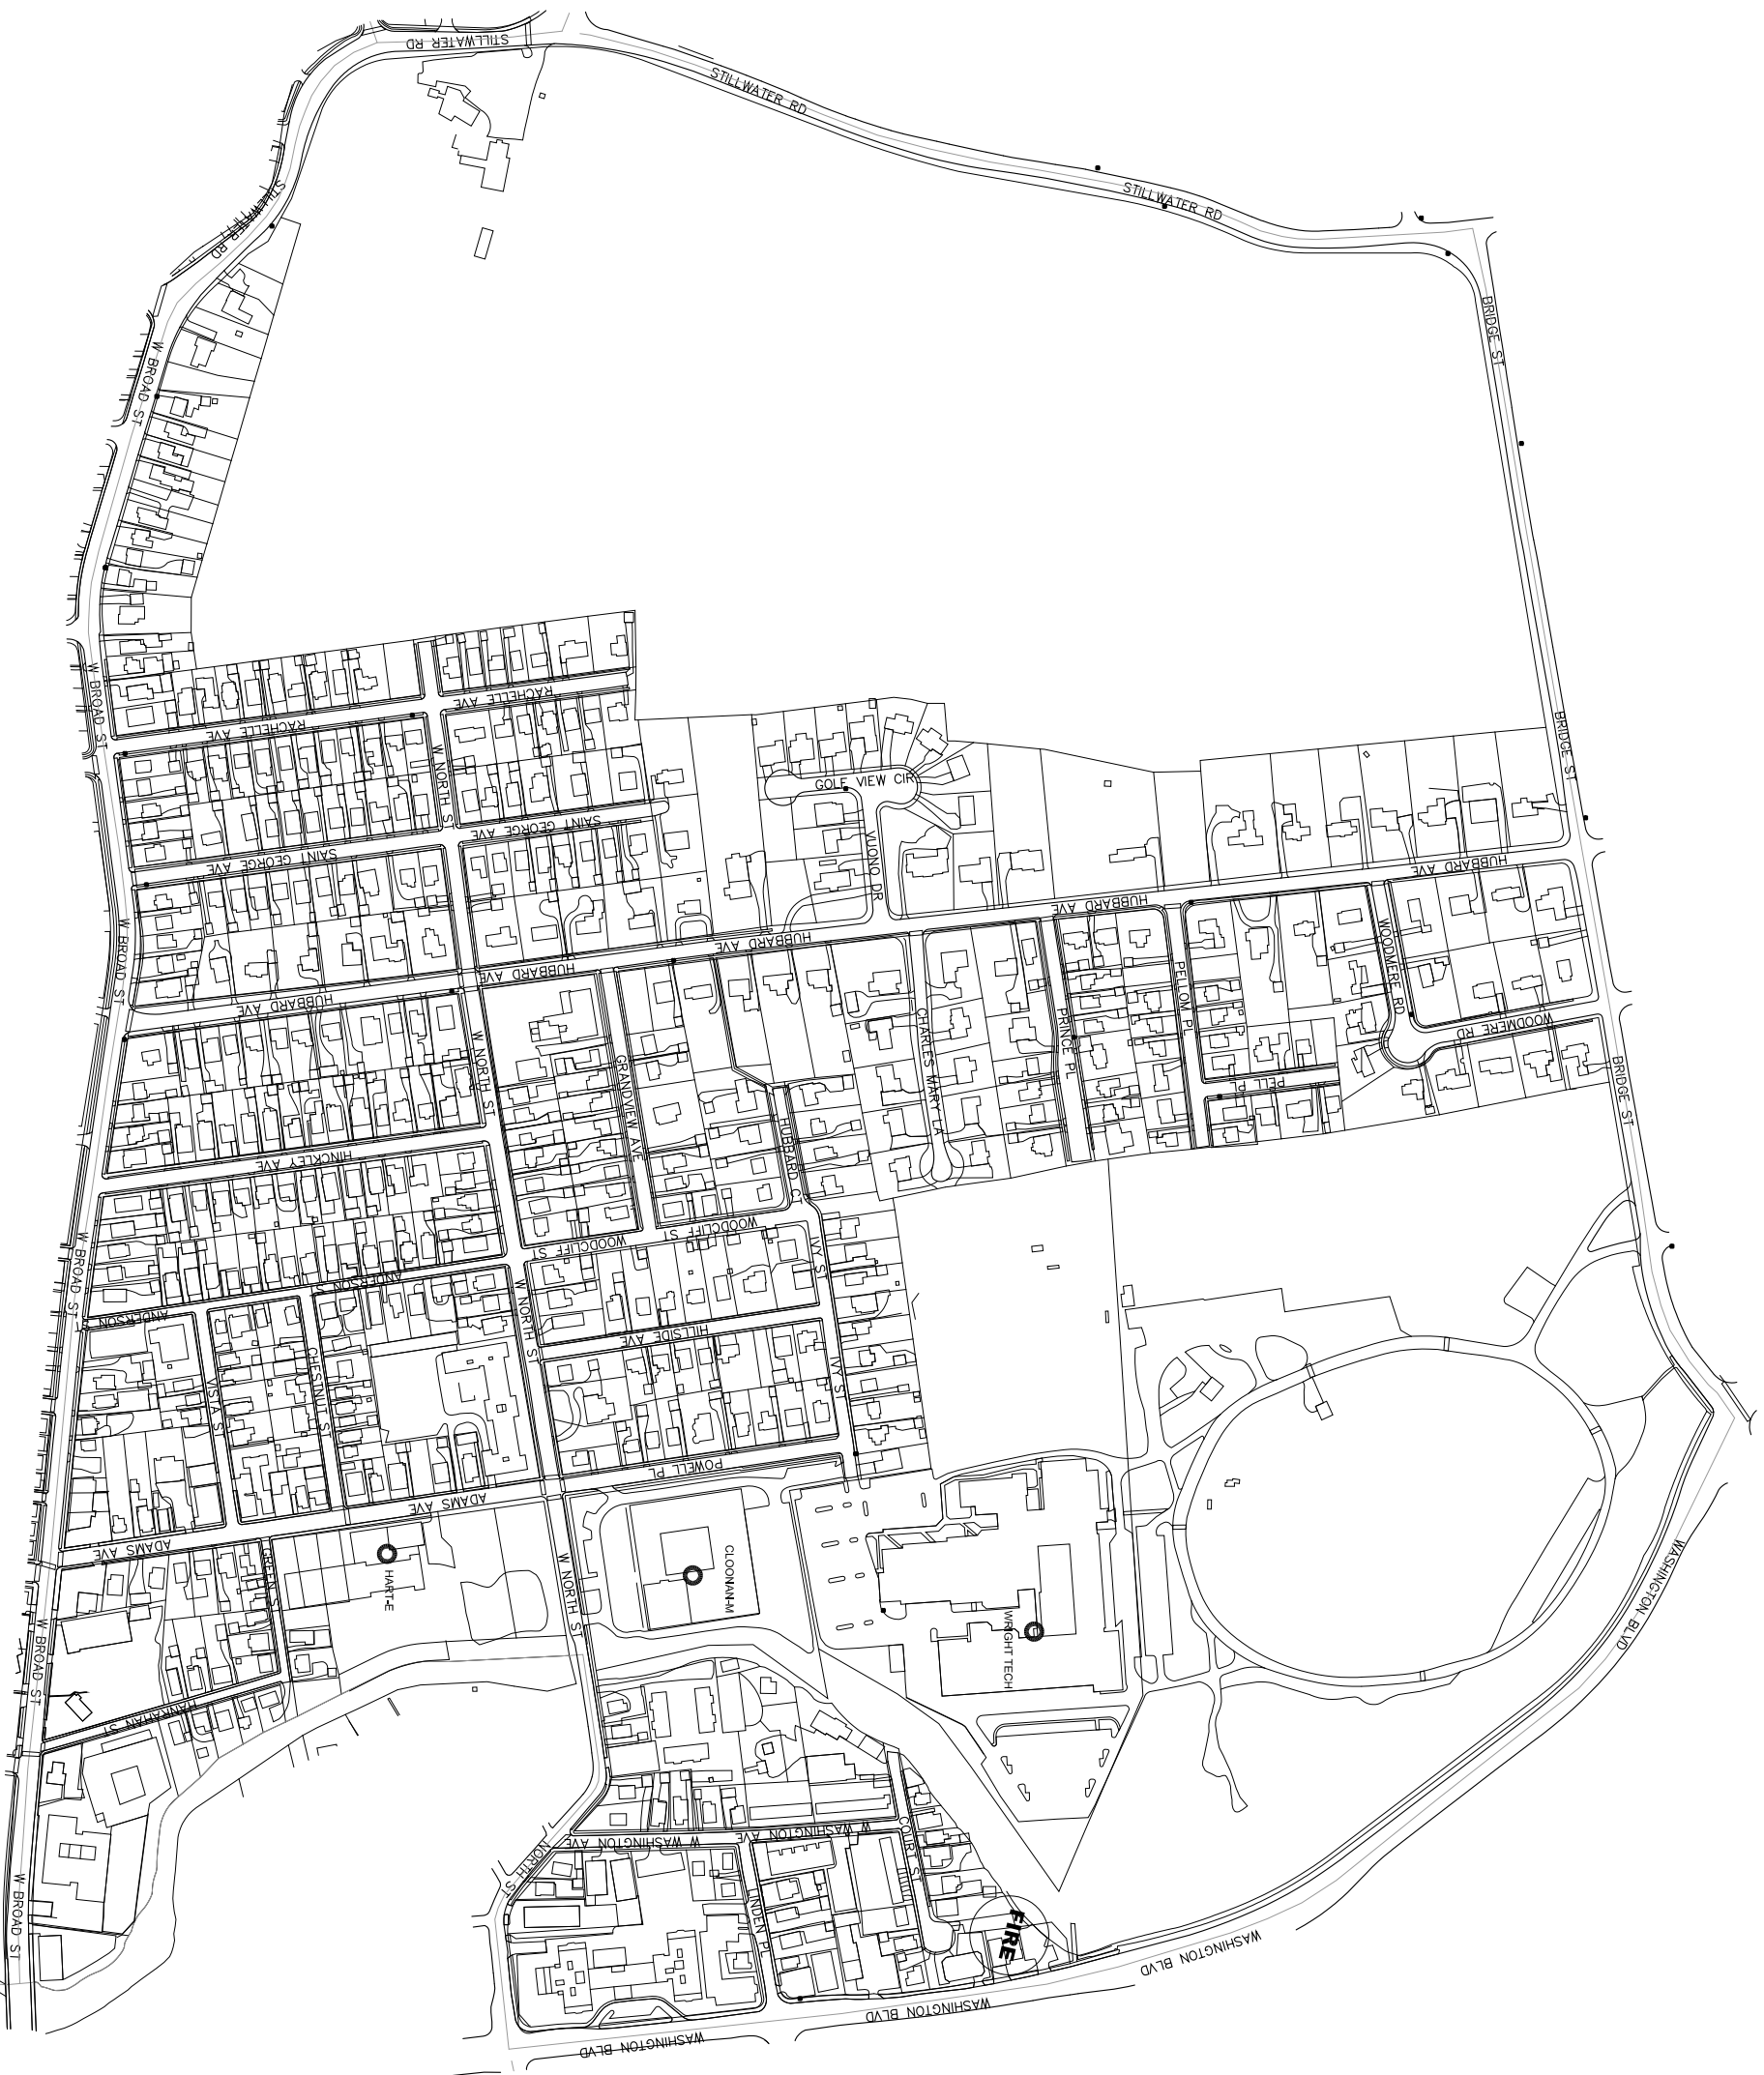 STILLWATER RD
STILLWATER RD
STILLWATER RD
STILLWATER RD
BRIDGE ST
W BROAD ST
W BROAD ST
RACHELLE AVE
RACHELLE AVE
W NORTH ST
BRIDGE ST
GOLF VIEW CIR
SAINT GEORGE AVE
SAINT GEORGE AVE
VUONO DR
HUBBARD AVE
HUBBARD AVE
HUBBARD AVE
HUBBARD AVE
HUBBARD AVE
W BROAD ST
WOODMERE RD
WOODMERE RD
PELLOM PL
PRINCE PL
CHARLES MARY LA
W NORTH ST
GRANDVIEW AVE
PELL PL
BRIDGE ST
HINCKLEY AVE
HUBBARD CT
WOODCLIFF ST
WOODCLIFF ST
IVY ST
W BROAD ST
ANDERSON ST
ANDERSON S
W NORTH ST
HILLSIDE AVE
IVY ST
CHESTNUT ST
VISTA S
POWELL PL
ADAMS AVE
ADAMS AVE
GREEN ST
HART-E
W NORTH ST
CLOONAN-M
WRIGHT TECH
WASHINGTON BLVD
W BROAD ST
HANRAHAN ST
W WASHINGTON AVE
W WASHINGTON AVE
COURT ST
NORTH ST
LINDEN PL
FIRE
W BROAD ST
WASHINGTON BLVD
WASHINGTON BLVD
WASHINGTON BLVD